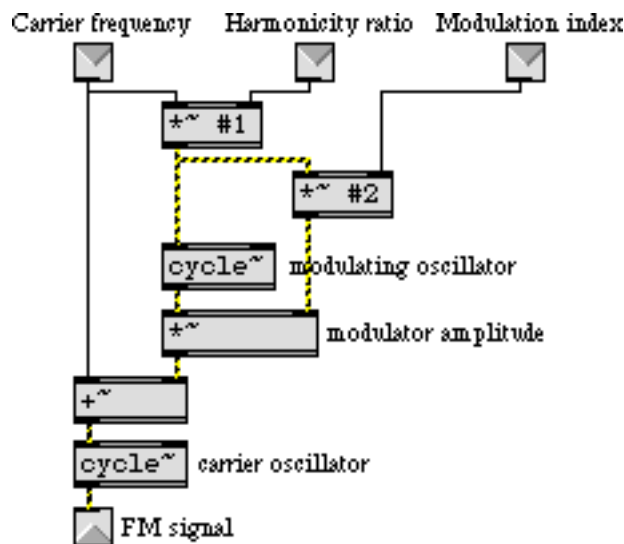 Carrier frequency Harmonicity ratio Modulation index
*~ #1
*~ #2
cycle~ modulating oscillator
*~ modulator amplitude
+~
cycle~ carrier oscillator
FM signal